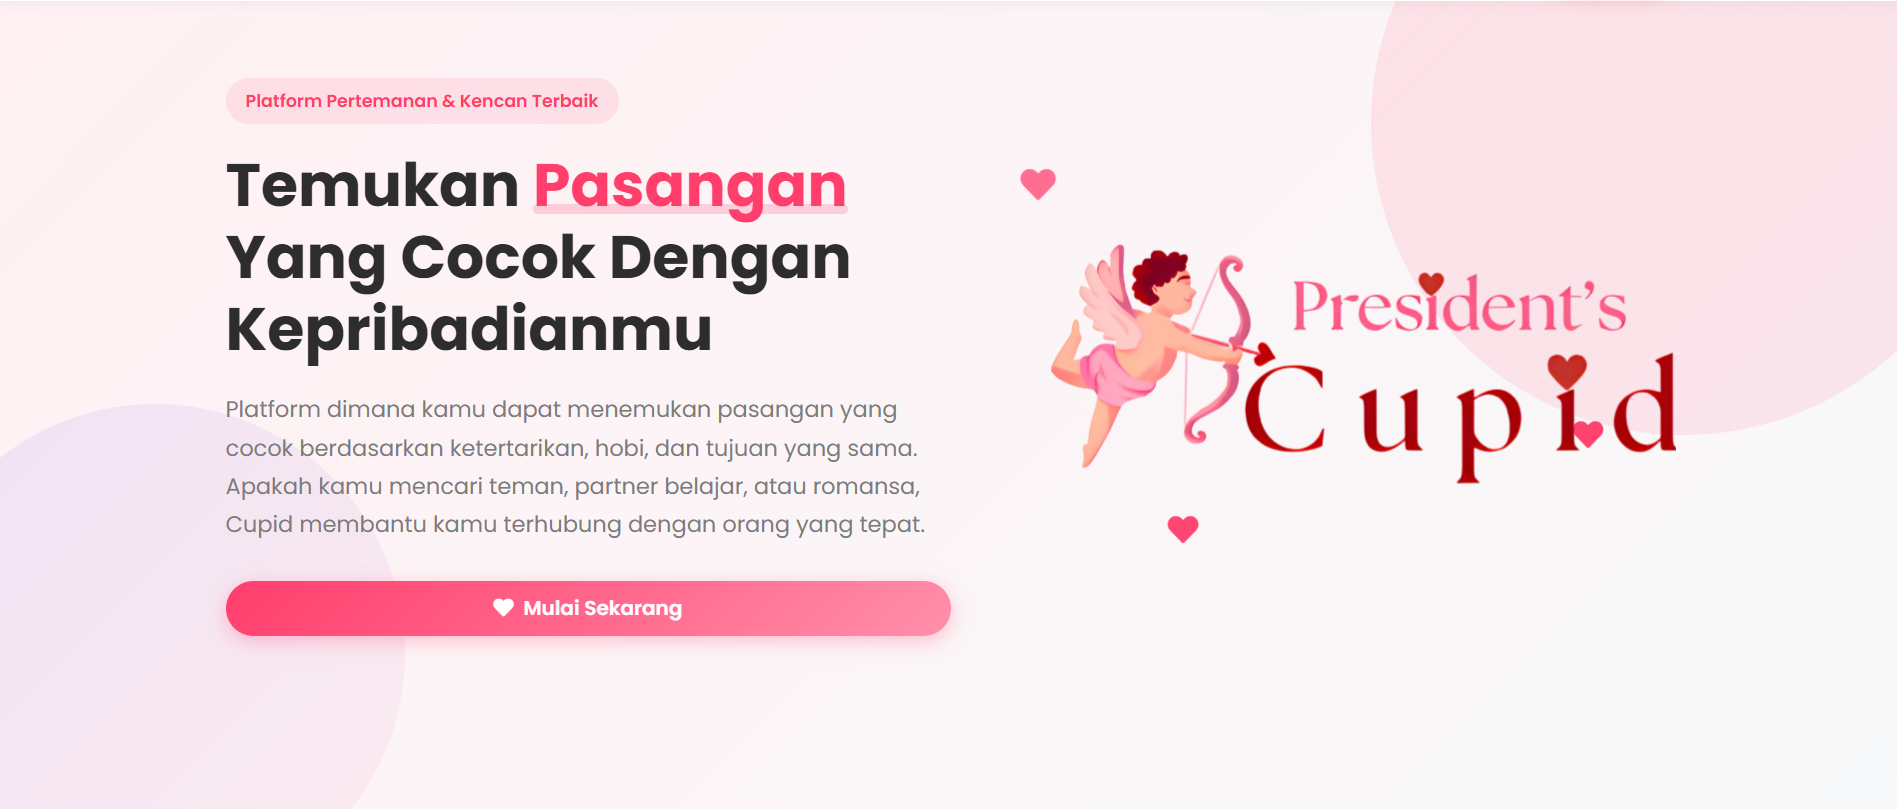 Platform Pertemanan & Kencan Terbaik
Temukan Pasangan
Yang Cocok Dengan
Kepribadianmu
Platform dimana kamu dapat menemukan pasangan yang
cocok berdasarkan ketertarikan, hobi, dan tujuan yang sama.
Apakah kamu mencari teman, partner belajar, atau romansa,
Cupid membantu kamu terhubung dengan orang yang tepat.
Mulai Sekarang
President's
Cupid